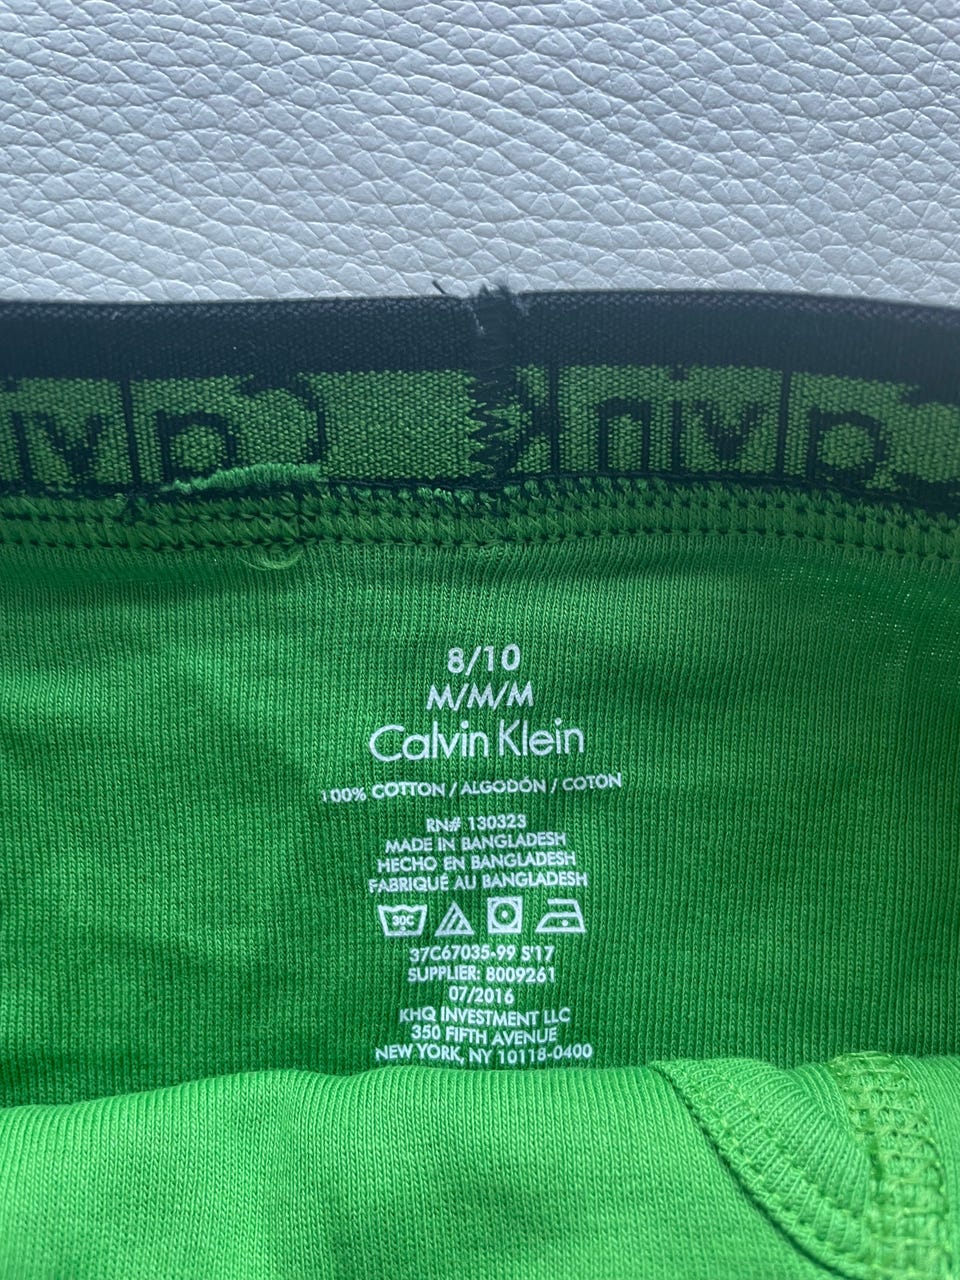 8/10
M/M/M
Calvin Klein
100% COTTON / ALGODÓN / COTON
RN# 130323
MADE IN BANGLADESH
HECHO EN BANGLADESH
FABRIQUÉ AU BANGLADESH
30C
37C67035-99 S'17
SUPPLIER: 8009261
07/2016
KHQ INVESTMENT LLC
350 FIFTH AVENUE
NEW YORK, NY 10118-0400